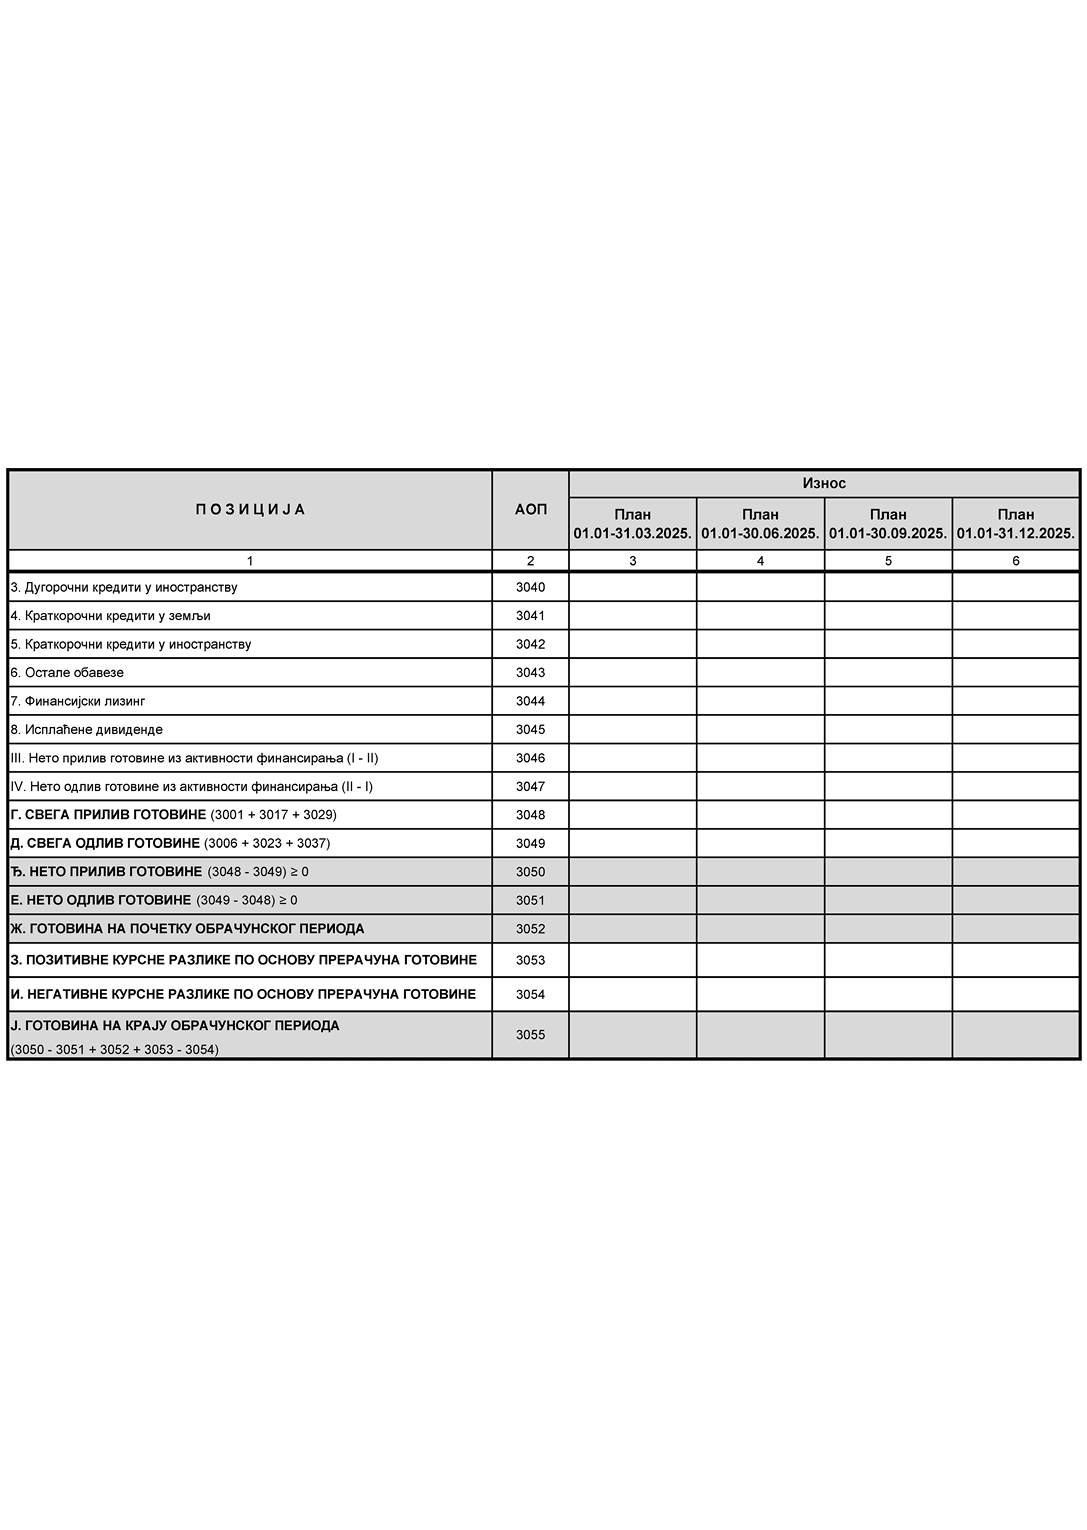 П О З И Ц И Ј А
АОП
Износ
План
01.01-31.03.2025.
План
01.01-30.06.2025.
План
01.01-30.09.2025.
План
01.01-31.12.2025.
1 2 3 4 5 6
3. Дугорочни кредити у иностранству 3040
4. Краткорочни кредити у земљи 3041
5. Краткорочни кредити у иностранству 3042
6. Остале обавезе 3043
7. Финансијски лизинг 3044
8. Исплаћене дивиденде 3045
III. Нето прилив готовине из активности финансирања (I - II) 3046
IV. Нето одлив готовине из активности финансирања (II - I) 3047
Г. СВЕГА ПРИЛИВ ГОТОВИНЕ (3001 + 3017 + 3029) 3048
Д. СВЕГА ОДЛИВ ГОТОВИНЕ (3006 + 3023 + 3037) 3049
Ђ. НЕТО ПРИЛИВ ГОТОВИНЕ (3048 - 3049) ≥ 0 3050
Е. НЕТО ОДЛИВ ГОТОВИНЕ (3049 - 3048) ≥ 0 3051
Ж. ГОТОВИНА НА ПОЧЕТКУ ОБРАЧУНСКОГ ПЕРИОДА 3052
З. ПОЗИТИВНЕ КУРСНЕ РАЗЛИКЕ ПО ОСНОВУ ПРЕРАЧУНА ГОТОВИНЕ 3053
И. НЕГАТИВНЕ КУРСНЕ РАЗЛИКЕ ПО ОСНОВУ ПРЕРАЧУНА ГОТОВИНЕ 3054
Ј. ГОТОВИНА НА КРАЈУ ОБРАЧУНСКОГ ПЕРИОДА
(3050 - 3051 + 3052 + 3053 - 3054) 3055